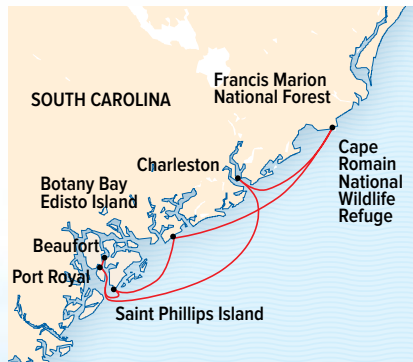 Francis Marion
National Forest
SOUTH CAROLINA
Charleston
Cape
Romain
National
Wildlife
Refuge
Botany Bay
Edisto Island
Beaufort
Port Royal
Saint Phillips Island